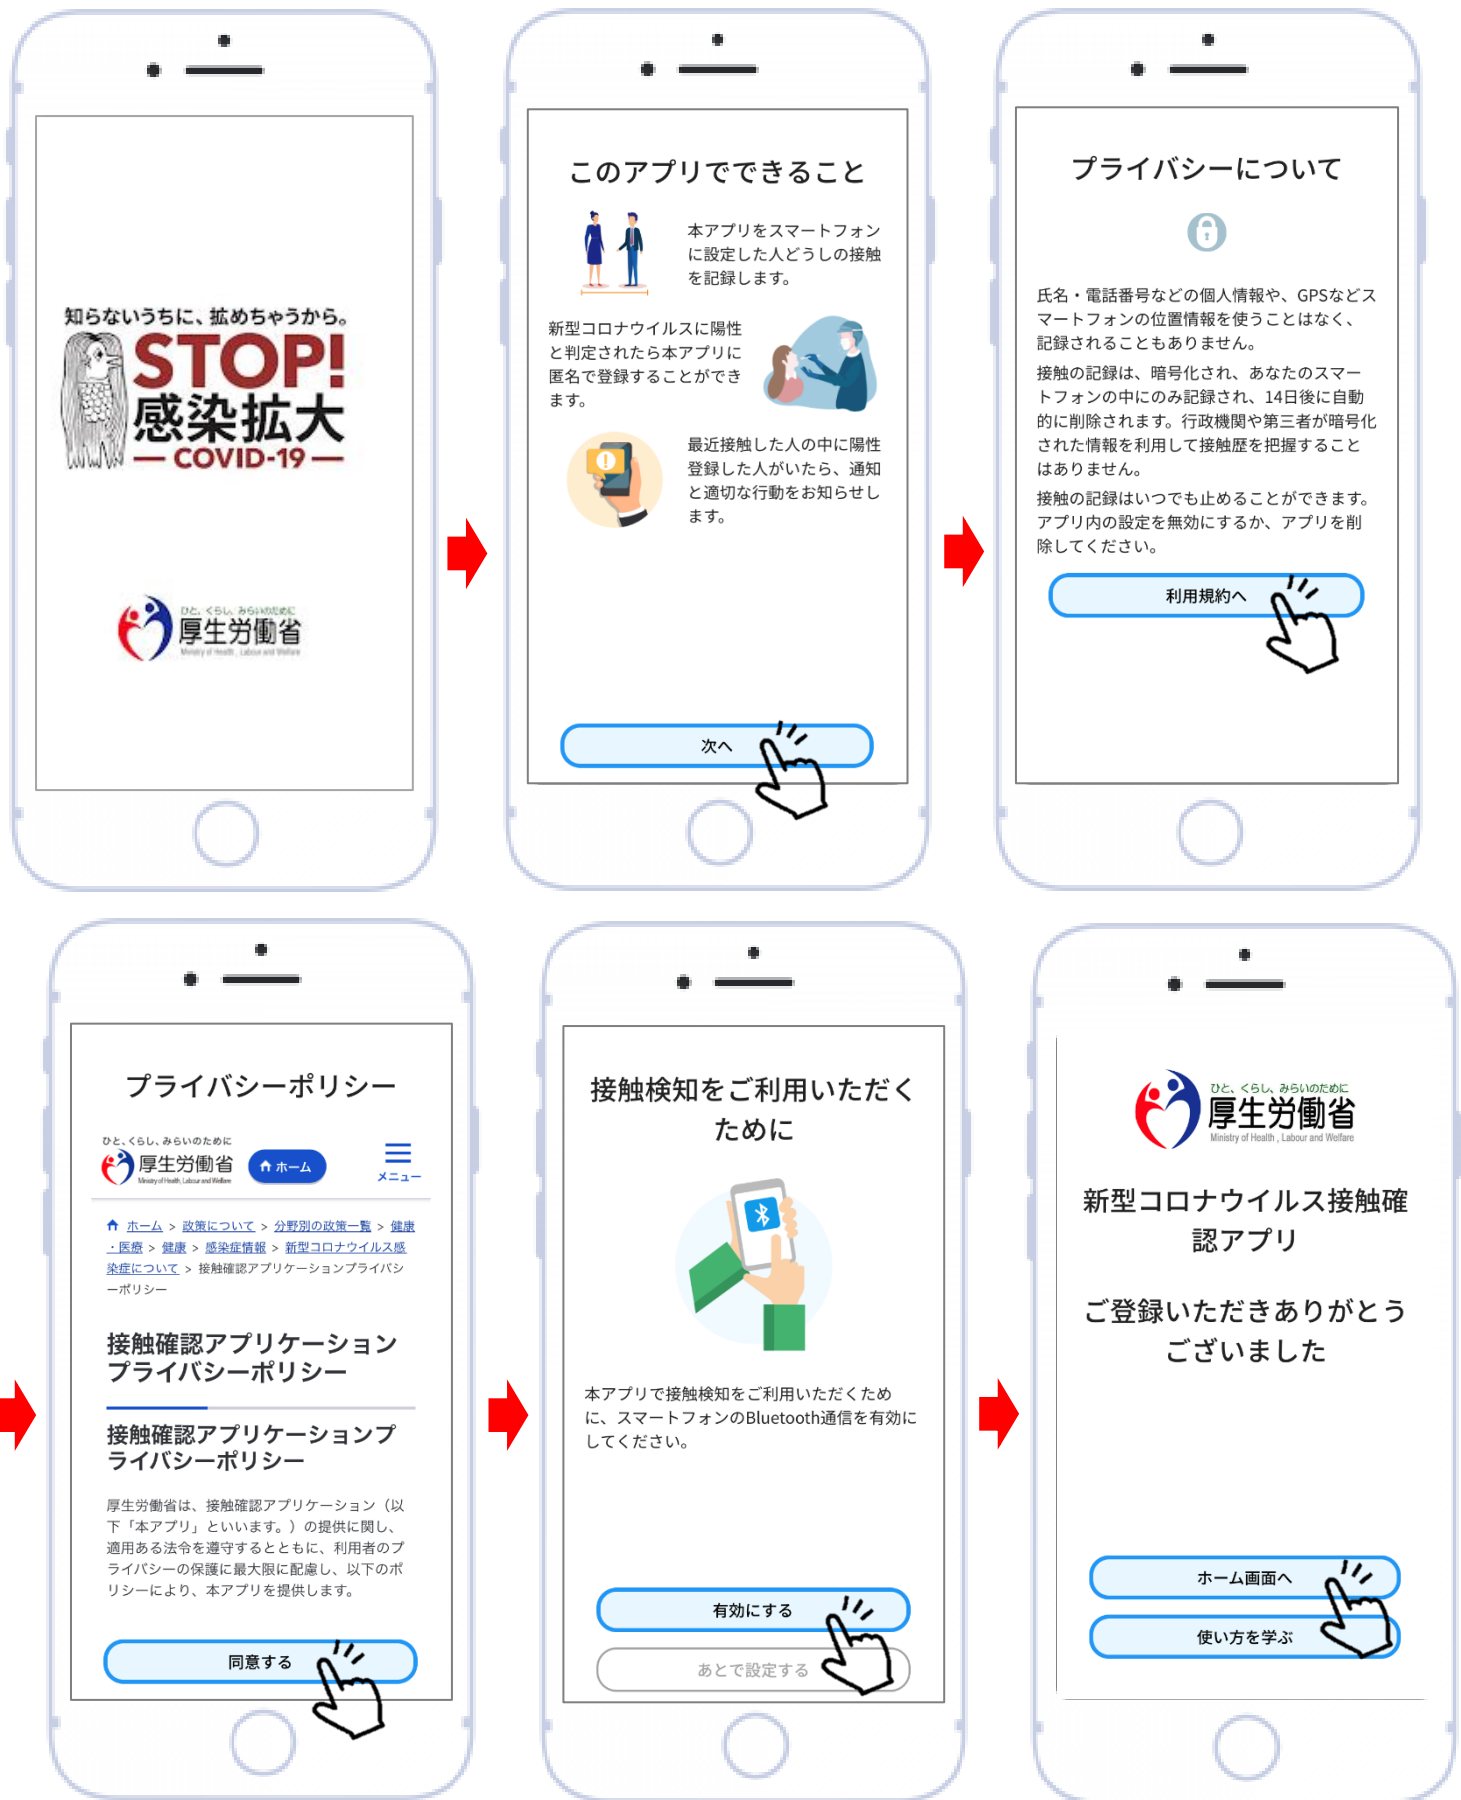 知らないうちに、拡めちゃうから。
STOP!
感染拡大
COVID-19
ひと、くらし、みらいのために
厚生労働省
Ministry of Health, Labour and Welfare
このアプリでできること
本アプリをスマートフォン
に設定した人どうしの接触
を記録します。
新型コロナウイルスに陽性
と判定されたら本アプリに
匿名で登録することができ
ます。
最近接触した人の中に陽性
登録した人がいたら、通知
と適切な行動をお知らせし
ます。
次へ
プライバシーについて
氏名・電話番号などの個人情報や、GPSなどス
マートフォンの位置情報を使うことはなく、
記録されることもありません。
接触の記録は、暗号化され、あなたのスマー
トフォンの中にのみ記録され、14日後に自動
的に削除されます。行政機関や第三者が暗号化
された情報を利用して接触歴を把握すること
はありません。
接触の記録はいつでも止めることができます。
アプリ内の設定を無効にするか、アプリを削
除してください。
利用規約へ
プライバシーポリシー
ひと、くらし、みらいのために
厚生労働省
Ministry of Health, Labour and Welfare
ホーム
メニュー
ホーム > 政策について > 分野別の政策一覧 > 健康
・医療 > 健康 > 感染症情報 > 新型コロナウイルス感
染症について > 接触確認アプリケーションプライバシ
ーポリシー
接触確認アプリケーション
プライバシーポリシー
接触確認アプリケーションプ
ライバシーポリシー
厚生労働省は、接触確認アプリケーション（以
下「本アプリ」といいます。）の提供に関し、
適用ある法令を遵守するとともに、利用者のプ
ライバシーの保護に最大限に配慮し、以下のポ
リシーにより、本アプリを提供します。
同意する
接触検知をご利用いただく
ために
本アプリで接触検知をご利用いただくため
に、スマートフォンのBluetooth通信を有効に
してください。
有効にする
あとで設定する
ひと、くらし、みらいのために
厚生労働省
Ministry of Health , Labour and Welfare
新型コロナウイルス接触確
認アプリ
ご登録いただきありがとう
ございました
ホーム画面へ
使い方を学ぶ